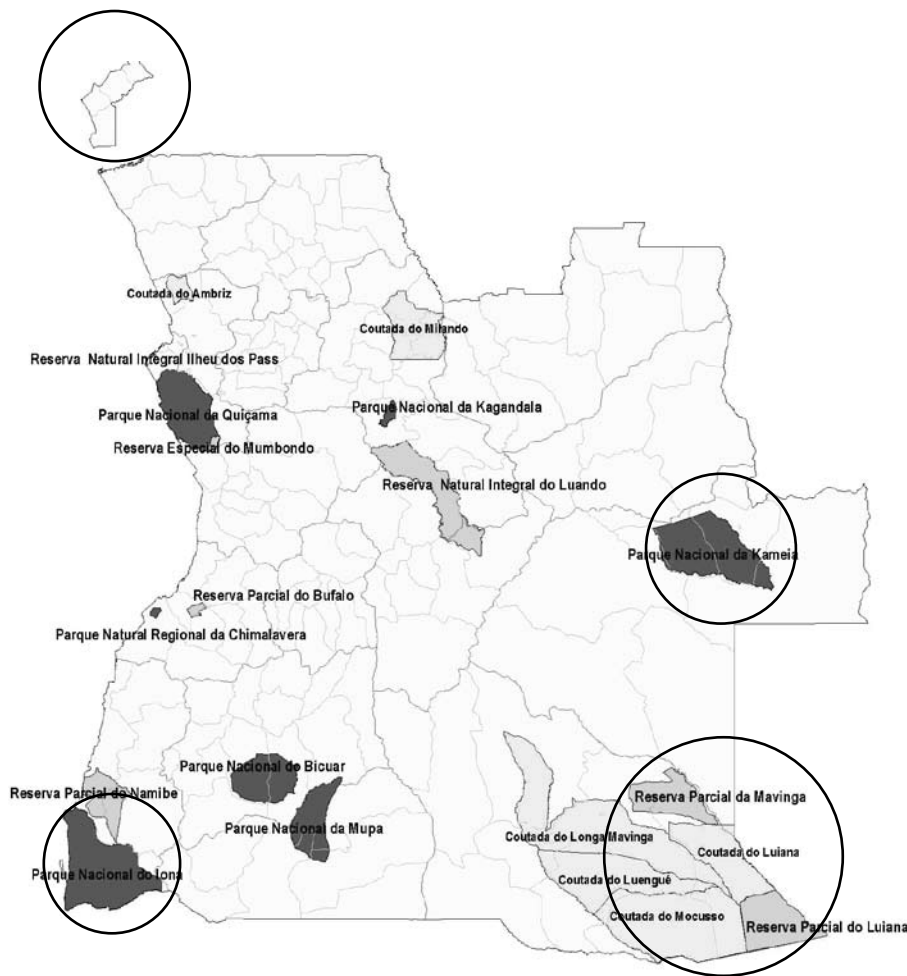 Coutada do Ambriz
Coutada do Milando
Reserva Natural Integral Ilheu dos Pass
Parque Nacional da Kagandala
Parque Nacional da Quiçama
Reserva Especial do Mumbondo
Reserva Natural Integral do Luando
Parque Nacional da Kameia
Reserva Parcial do Bufalo
Parque Natural Regional da Chimalavera
Parque Nacional do Bicuar
Reserva Parcial do Namibe
Reserva Parcial da Mavinga
Parque Nacional da Mupa
Coutada do Longa Mavinga
Coutada do Luiana
Parque Nacional do Iona
Coutada do Luenguê
Coutada do Mocusso
Reserva Parcial do Luiana